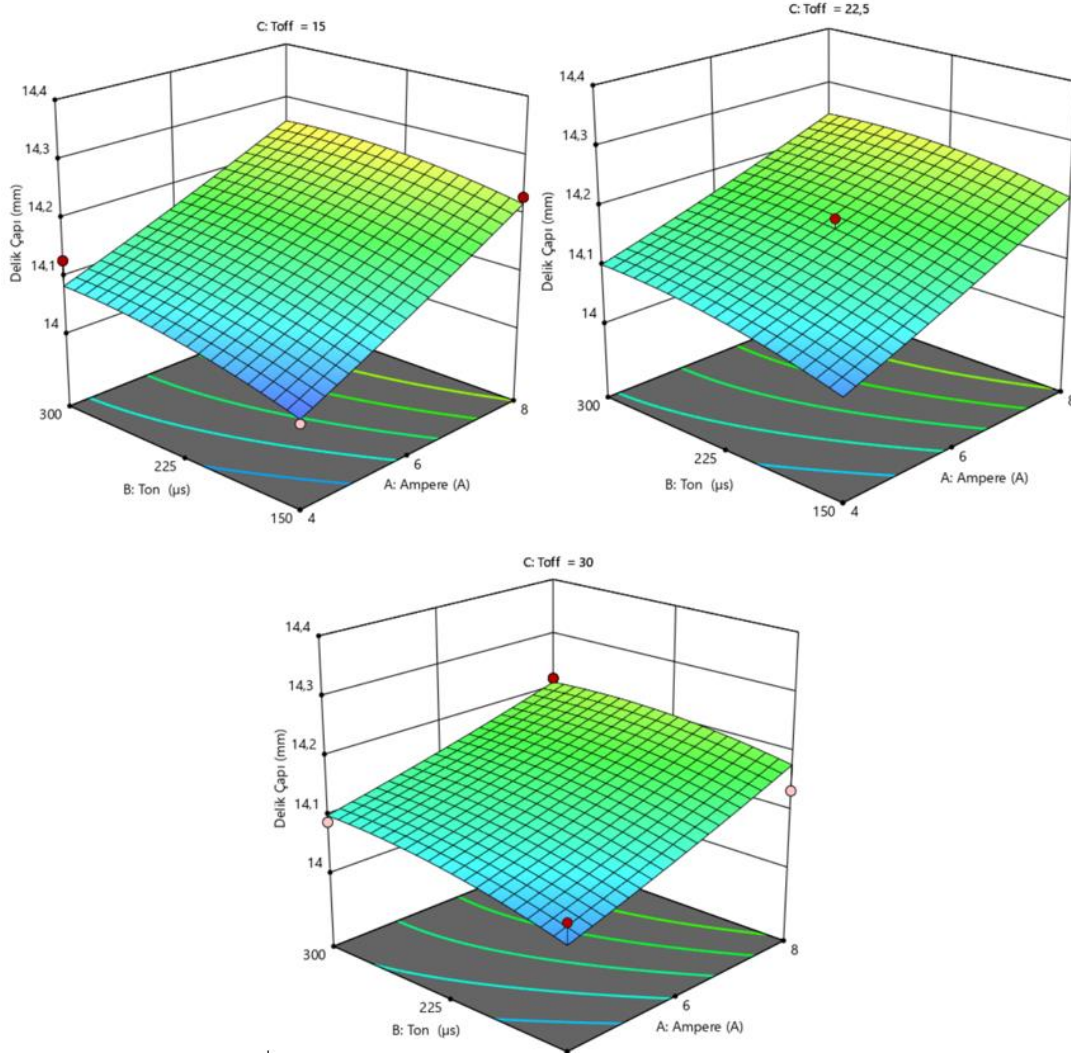 C: Toff = 15
14,4
14,3
14,2
14,1
14
Delik Çapı (mm)
300
225
150
B: Ton (µs)
4
6
8
A: Ampere (A)
C: Toff = 22,5
14,4
14,3
14,2
14,1
14
Delik Çapı (mm)
300
225
150
B: Ton (µs)
4
6
8
A: Ampere (A)
C: Toff = 30
14,4
14,3
14,2
14,1
14
Delik Çapı (mm)
300
225
B: Ton (µs)
6
8
A: Ampere (A)